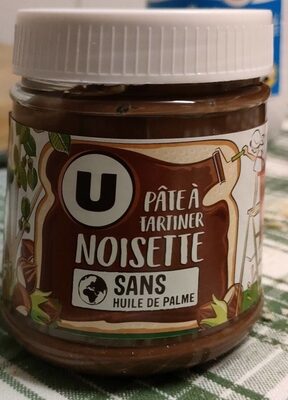 U
PÂTE À
TARTINER
NOISETTE
SANS
HUILE DE PALME